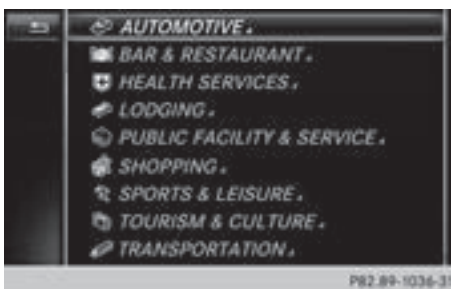 AUTOMOTIVE
BAR & RESTAURANT
HEALTH SERVICES
LODGING
PUBLIC FACILITY & SERVICE
SHOPPING
SPORTS & LEISURE
TOURISM & CULTURE
TRANSPORTATION
P82.89-1036-31